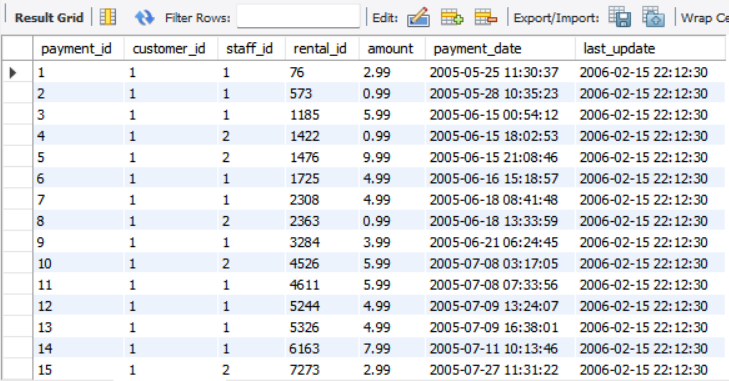 Result Grid Filter Rows: Edit: Export/Import: Wrap Ce
payment_id customer_id staff_id rental_id amount payment_date last_update
1 1 1 76 2.99 2005-05-25 11:30:37 2006-02-15 22:12:30
2 1 1 573 0.99 2005-05-28 10:35:23 2006-02-15 22:12:30
3 1 1 1185 5.99 2005-06-15 00:54:12 2006-02-15 22:12:30
4 1 2 1422 0.99 2005-06-15 18:02:53 2006-02-15 22:12:30
5 1 2 1476 9.99 2005-06-15 21:08:46 2006-02-15 22:12:30
6 1 1 1725 4.99 2005-06-16 15:18:57 2006-02-15 22:12:30
7 1 1 2308 4.99 2005-06-18 08:41:48 2006-02-15 22:12:30
8 1 2 2363 0.99 2005-06-18 13:33:59 2006-02-15 22:12:30
9 1 1 3284 3.99 2005-06-21 06:24:45 2006-02-15 22:12:30
10 1 2 4526 5.99 2005-07-08 03:17:05 2006-02-15 22:12:30
11 1 1 4611 5.99 2005-07-08 07:33:56 2006-02-15 22:12:30
12 1 1 5244 4.99 2005-07-09 13:24:07 2006-02-15 22:12:30
13 1 1 5326 4.99 2005-07-09 16:38:01 2006-02-15 22:12:30
14 1 1 6163 7.99 2005-07-11 10:13:46 2006-02-15 22:12:30
15 1 2 7273 2.99 2005-07-27 11:31:22 2006-02-15 22:12:30